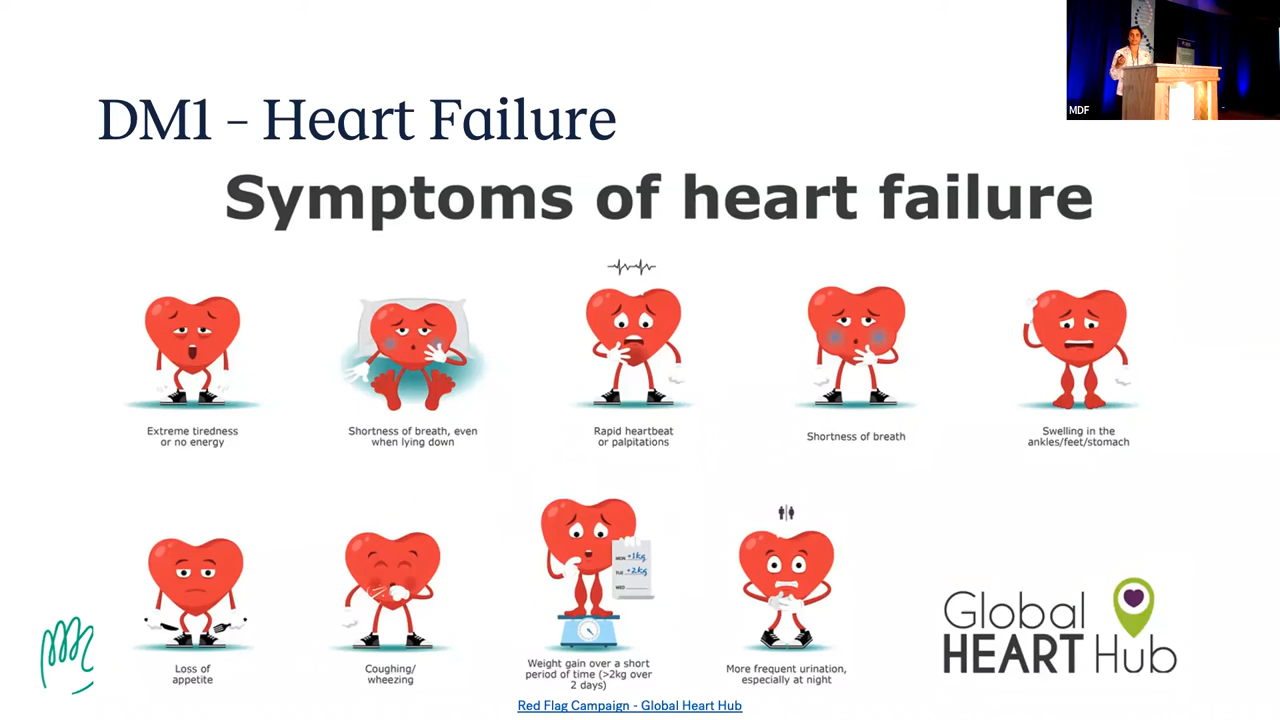 MDF
DM1 – Heart Failure
Symptoms of heart failure
Extreme tiredness
or no energy
Shortness of breath, even
when lying down
Rapid heartbeat
or palpitations
Shortness of breath
Swelling in the
ankles/feet/stomach
MON +1kg
TUE +2kg
WED
Loss of
appetite
Coughing/
wheezing
Weight gain over a short
period of time (>2kg over
2 days)
More frequent urination,
especially at night
Global
HEART Hub
Red Flag Campaign - Global Heart Hub